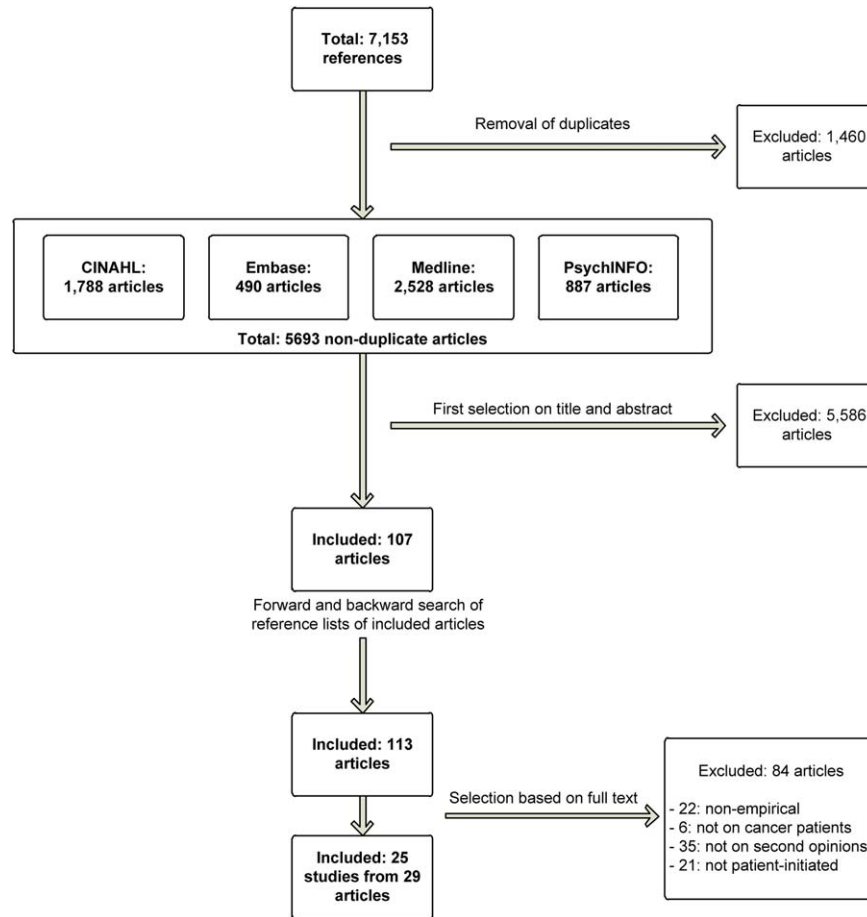 Total: 7,153
references
Removal of duplicates
Excluded: 1,460
articles
CINAHL:
1,788 articles
Embase:
490 articles
Medline:
2,528 articles
PsychINFO:
887 articles
Total: 5693 non-duplicate articles
First selection on title and abstract
Excluded: 5,586
articles
Included: 107
articles
Forward and backward search of
reference lists of included articles
Included: 113
articles
Selection based on full text
Excluded: 84 articles
- 22: non-empirical
- 6: not on cancer patients
- 35: not on second opinions
- 21: not patient-initiated
Included: 25
studies from 29
articles